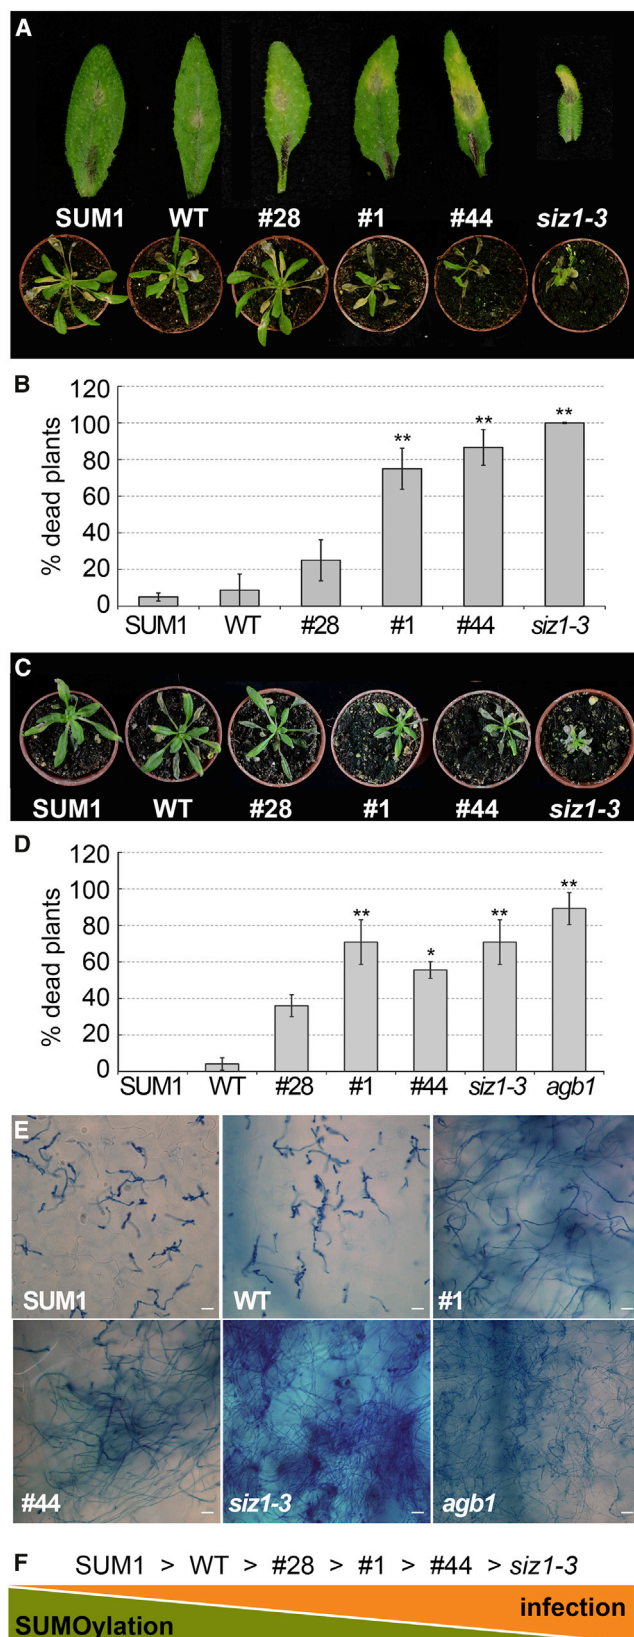 A
SUM1 WT #28 #1 #44 siz1-3
B
120
100
80
60
40
20
0
% dead plants
** ** **
SUM1 WT #28 #1 #44 siz1-3
C
SUM1 WT #28 #1 #44 siz1-3
D
120
100
80
60
40
20
0
% dead plants
** * ** **
SUM1 WT #28 #1 #44 siz1-3 agb1
E
SUM1 WT #1
#44 siz1-3 agb1
F SUM1 > WT > #28 > #1 > #44 > siz1-3
infection
SUMOylation